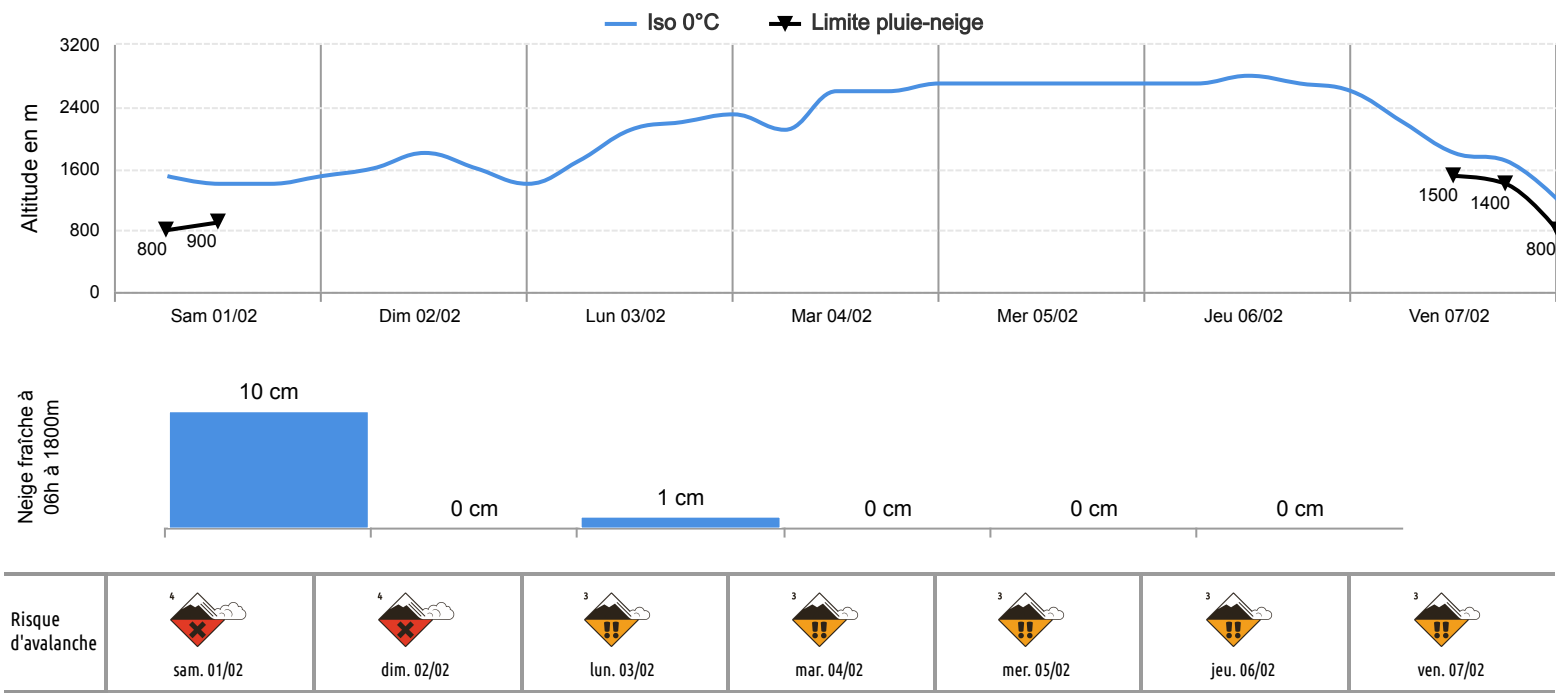 Iso 0°C Limite pluie-neige
Altitude en m
3200
2400
1600
800
0
800
900
1500
1400
800
Sam 01/02 Dim 02/02 Lun 03/02 Mar 04/02 Mer 05/02 Jeu 06/02 Ven 07/02
Neige fraîche à
06h à 1800m
10 cm
0 cm
1 cm
0 cm
0 cm
0 cm
Risque
d'avalanche
4 4 3 3 3 3 3
!! !! !! !! !!
sam. 01/02 dim. 02/02 lun. 03/02 mar. 04/02 mer. 05/02 jeu. 06/02 ven. 07/02